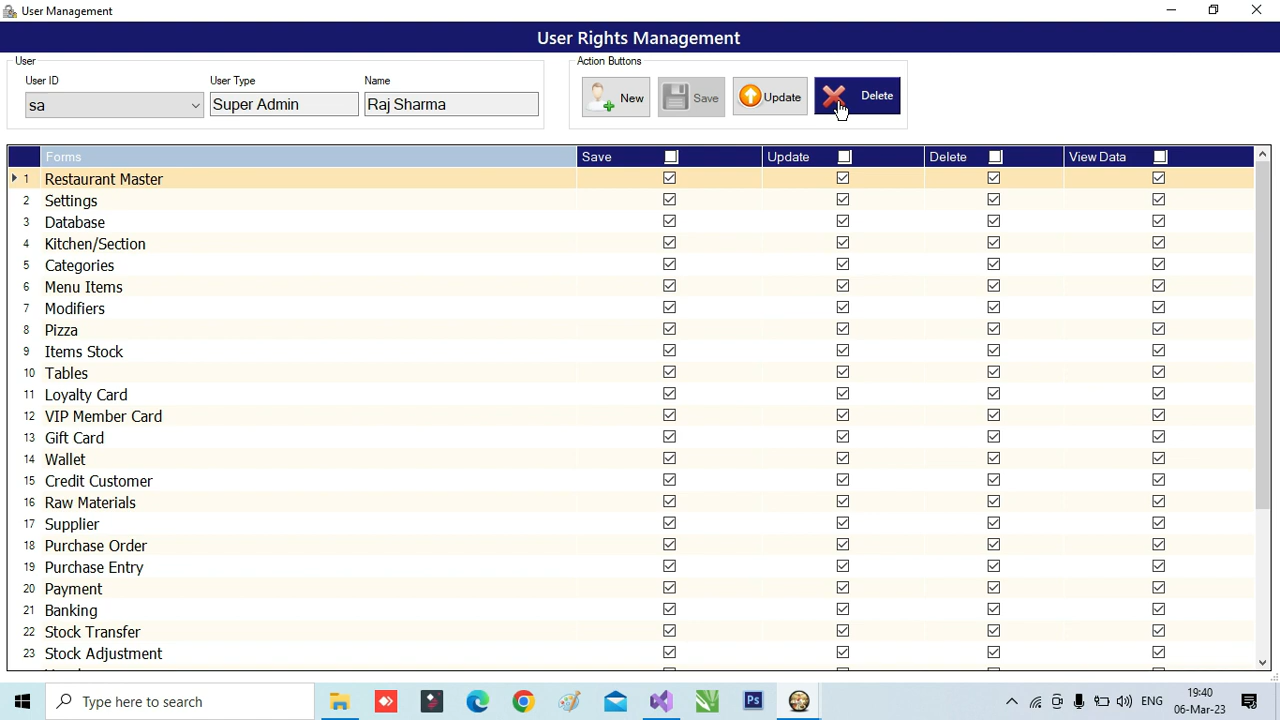 User Management
User Rights Management
User
Action Buttons
User ID
User Type
Name
sa
Super Admin
Raj Sharma
New
Save
Update
Delete
Forms Save Update Delete View Data
1 Restaurant Master
2 Settings
3 Database
4 Kitchen/Section
5 Categories
6 Menu Items
7 Modifiers
8 Pizza
9 Items Stock
10 Tables
11 Loyalty Card
12 VIP Member Card
13 Gift Card
14 Wallet
15 Credit Customer
16 Raw Materials
17 Supplier
18 Purchase Order
19 Purchase Entry
20 Payment
21 Banking
22 Stock Transfer
23 Stock Adjustment
Type here to search
Ps
ENG
19:40
06-Mar-23